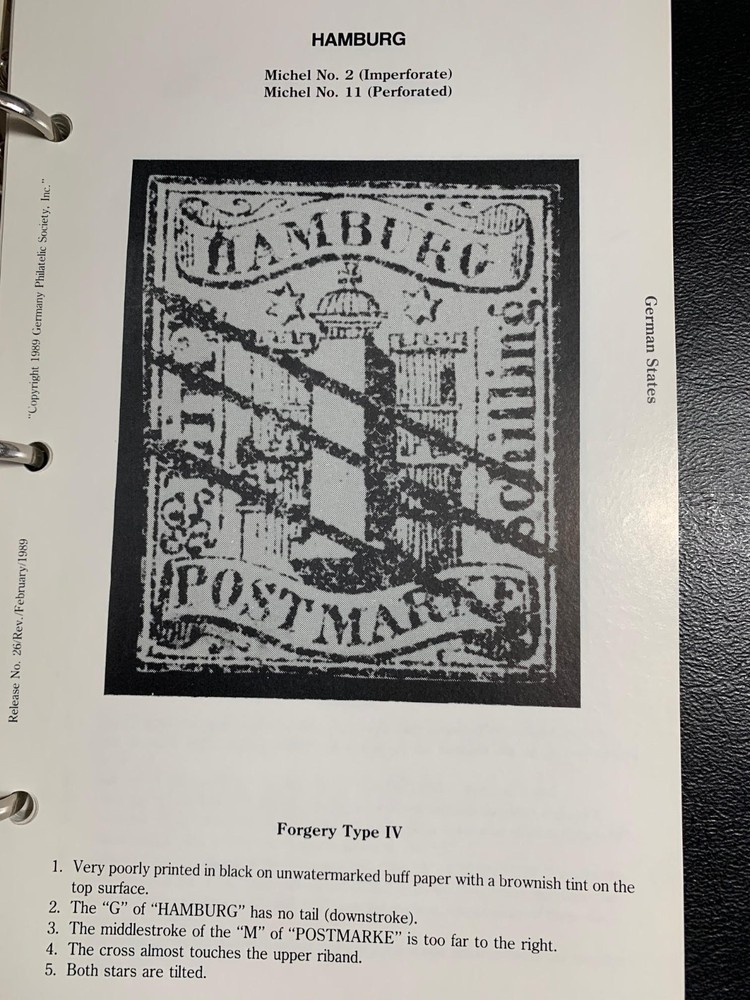 HAMBURG
Michel No. 2 (Imperforate)
Michel No. 11 (Perforated)
"Copyright 1989 Germany Philatelic Society, Inc."
Release No. 26/Rev./February/1989
German States
HAMBURG
EIN
Schilling.
POSTMARKE
Forgery Type IV
1. Very poorly printed in black on unwatermarked buff paper with a brownish tint on the
top surface.
2. The "G" of "HAMBURG" has no tail (downstroke).
3. The middlestroke of the "M" of "POSTMARKE" is too far to the right.
4. The cross almost touches the upper riband.
5. Both stars are tilted.